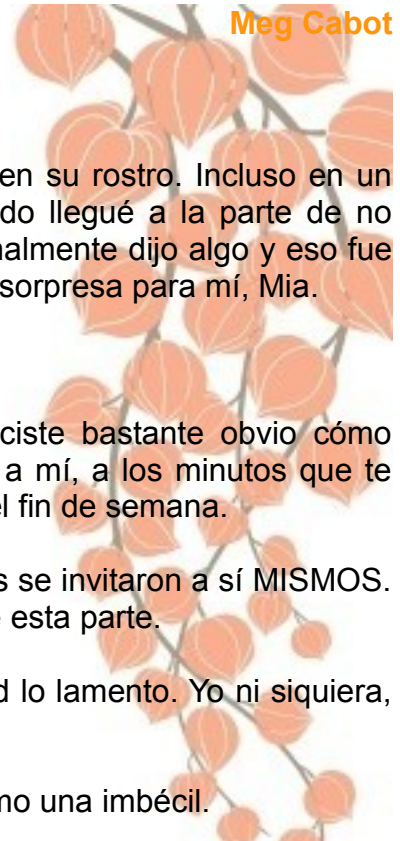 Meg Cabot
en su rostro. Incluso en un
do llegué a la parte de no
nalmente dijo algo y eso fue
sorpresa para mí, Mia.
ciste bastante obvio cómo
a mí, a los minutos que te
el fin de semana.
s se invitaron a sí MISMOS.
e esta parte.
d lo lamento. Yo ni siquiera,
mo una imbécil.